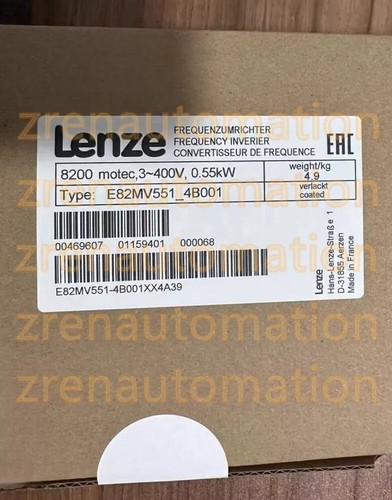 zrenautomation
zrenautomation
Lenze
FREQUENZUMRICHTER
FREQUENCY INVERIER
CONVERTISSEUR DE FREQUENCE
EAC
8200 motec,3~400V, 0.55kW
weight/kg
4.9
Type: E82MV551_4B001
verlackt
coated
00469607 01159401 000068
E82MV551-4B001XX4A39
Lenze
Hans-Lenze-Straße 1
D-31855 Aerzen
Made in France
zrenautomation
zrenautomation
zrenautomation